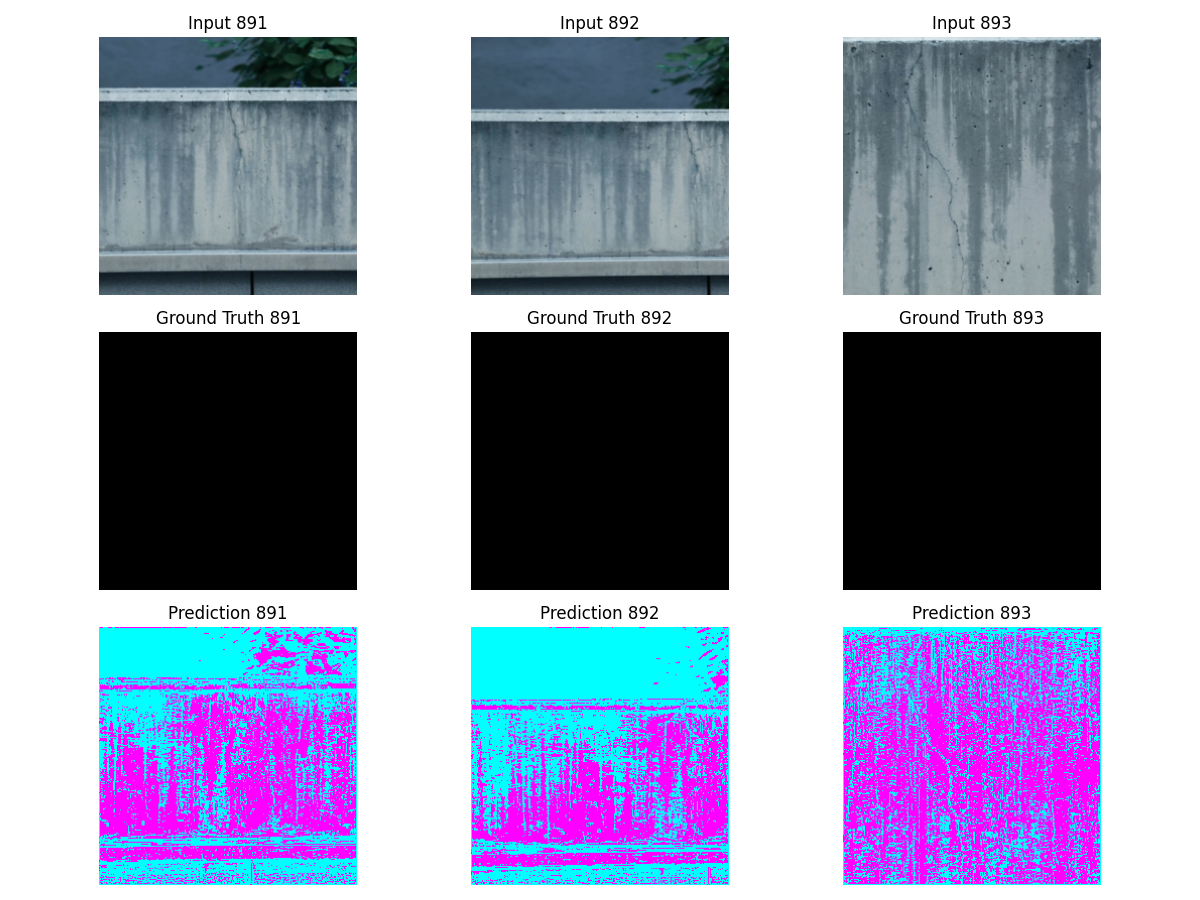 Input 891
Input 892
Input 893
Ground Truth 891
Ground Truth 892
Ground Truth 893
Prediction 891
Prediction 892
Prediction 893